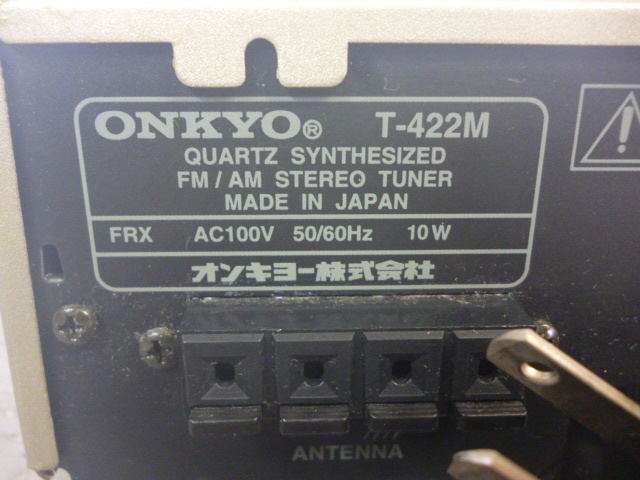 ONKYO® T-422M
QUARTZ SYNTHESIZED
FM / AM STEREO TUNER
MADE IN JAPAN
FRX AC100V 50/60Hz 10W
オンキヨー株式会社
ANTENNA